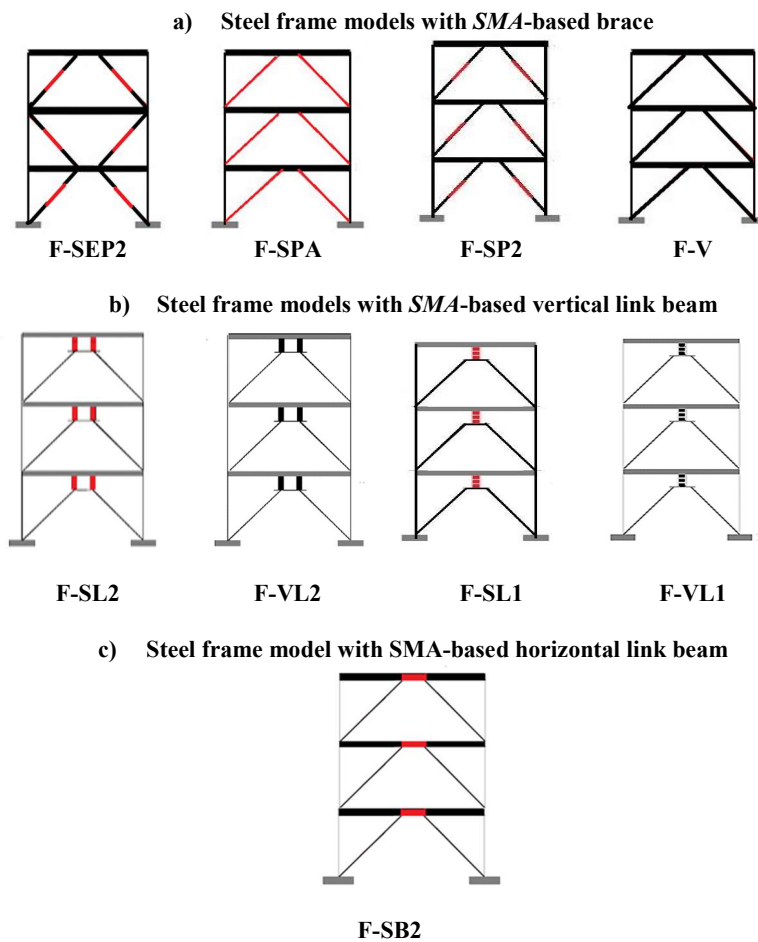 a) Steel frame models with SMA-based brace
F-SEP2 F-SPA F-SP2 F-V
b) Steel frame models with SMA-based vertical link beam
F-SL2 F-VL2 F-SL1 F-VL1
c) Steel frame model with SMA-based horizontal link beam
F-SB2